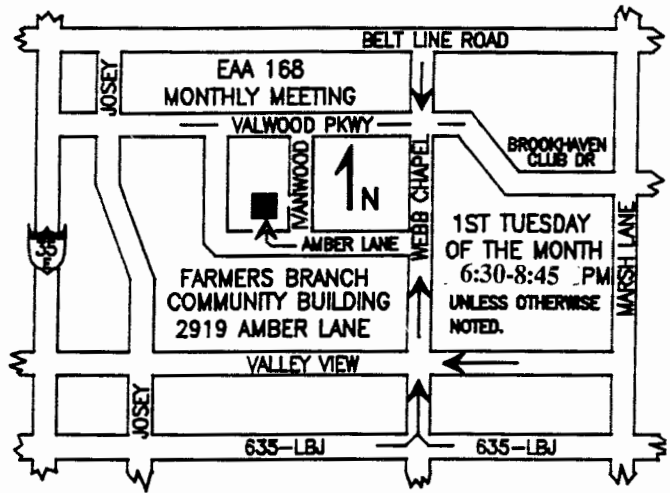 BELT LINE ROAD
JOSEY
EAA 168
MONTHLY MEETING
VALWOOD PKWY
BROOKHAVEN
CLUB DR
IVANWOOD
N
WEBB CHAPEL
MARSH LANE
AMBER LANE
1ST TUESDAY
OF THE MONTH
6:30-8:45 PM
UNLESS OTHERWISE
NOTED.
FARMERS BRANCH
COMMUNITY BUILDING
2919 AMBER LANE
VALLEY VIEW
JOSEY
635-LBJ
635-LBJ